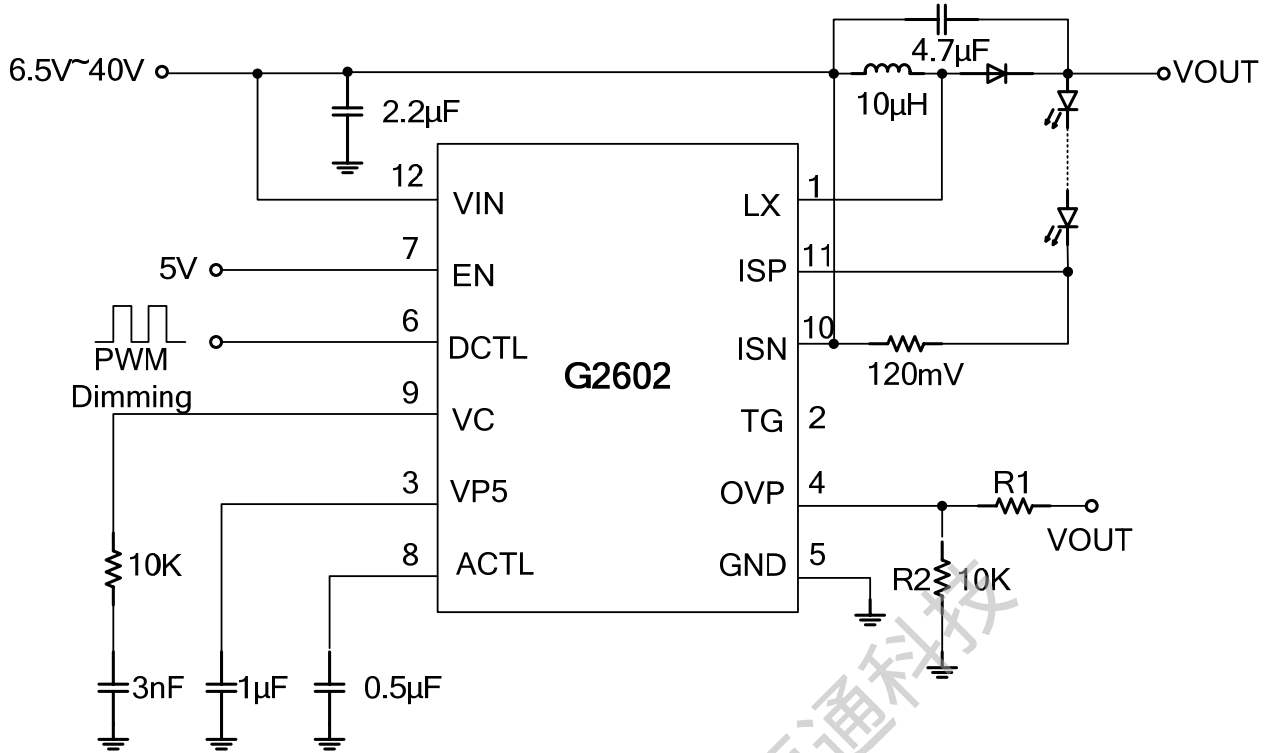 4.7µF
6.5V~40V
VOUT
10µH
2.2µF
12
VIN
LX
1
7
5V
EN
ISP
11
6
PWM
Dimming
DCTL
ISN
10
120mV
G2602
9
VC
TG
2
3
VP5
OVP
4
R1
VOUT
8
ACTL
GND
5
10K
R2
10K
3nF
1µF
0.5µF
通科技